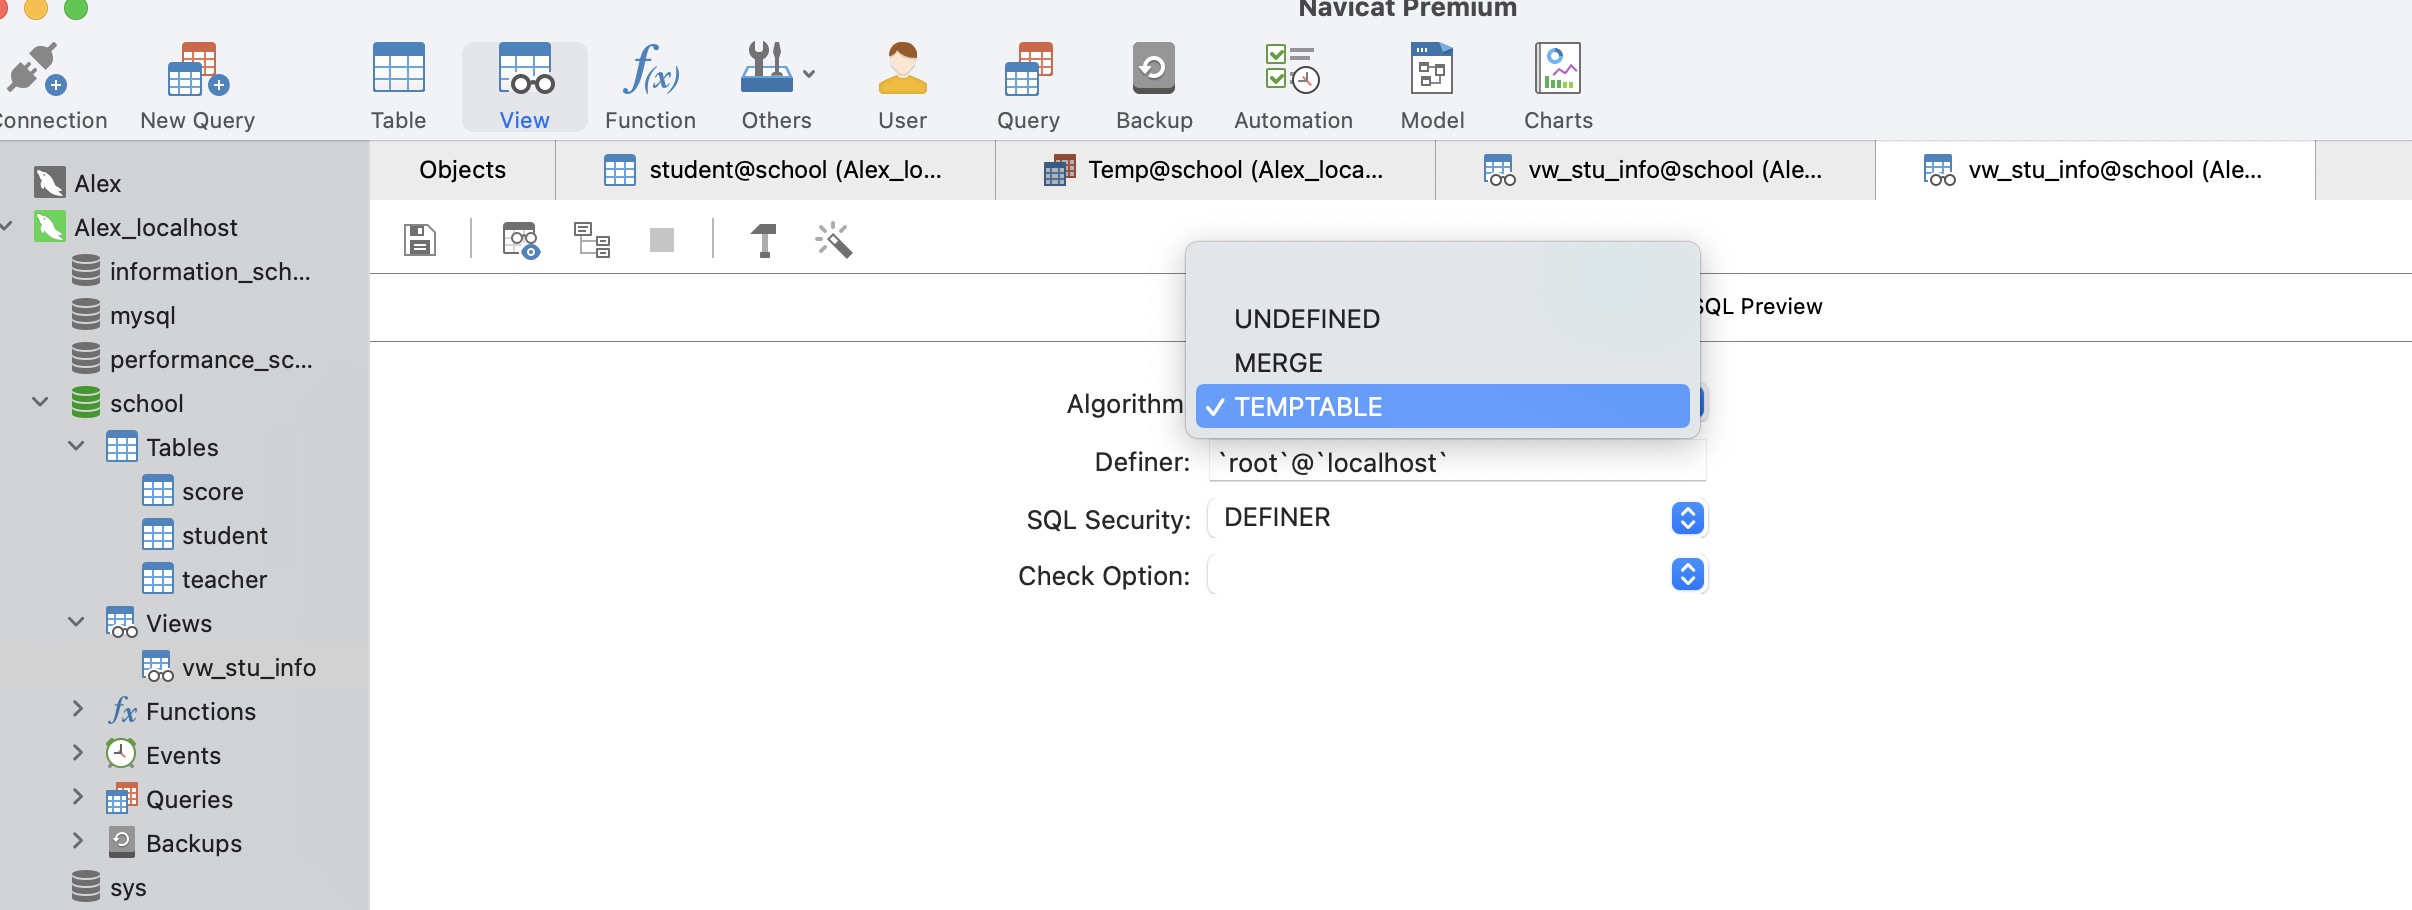 Navicat Premium
onnection
New Query
Table
View
Function
Others
User
Query
Backup
Automation
Model
Charts
Objects
student@school (Alex_lo...
Temp@school (Alex_loca...
vw_stu_info@school (Ale...
vw_stu_info@school (Ale...
Alex
Alex_localhost
information_sch...
mysql
performance_sc...
school
Tables
score
student
teacher
Views
vw_stu_info
Functions
Events
Queries
Backups
sys
SQL Preview
Algorithm
UNDEFINED
MERGE
✓ TEMPTABLE
Definer: `root`@`localhost`
SQL Security: DEFINER
Check Option: